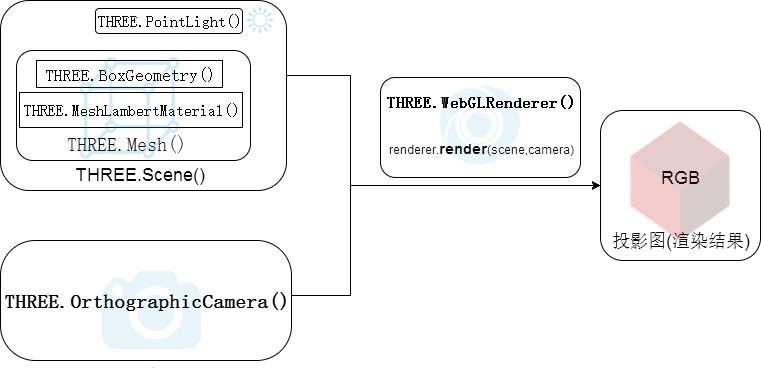 THREE.PointLight()
THREE.BoxGeometry()
THREE.MeshLambertMaterial()
THREE.Mesh()
THREE.Scene()
THREE.OrthographicCamera()
THREE.WebGLRenderer()
renderer.render(scene,camera)
RGB
投影图(渲染结果)